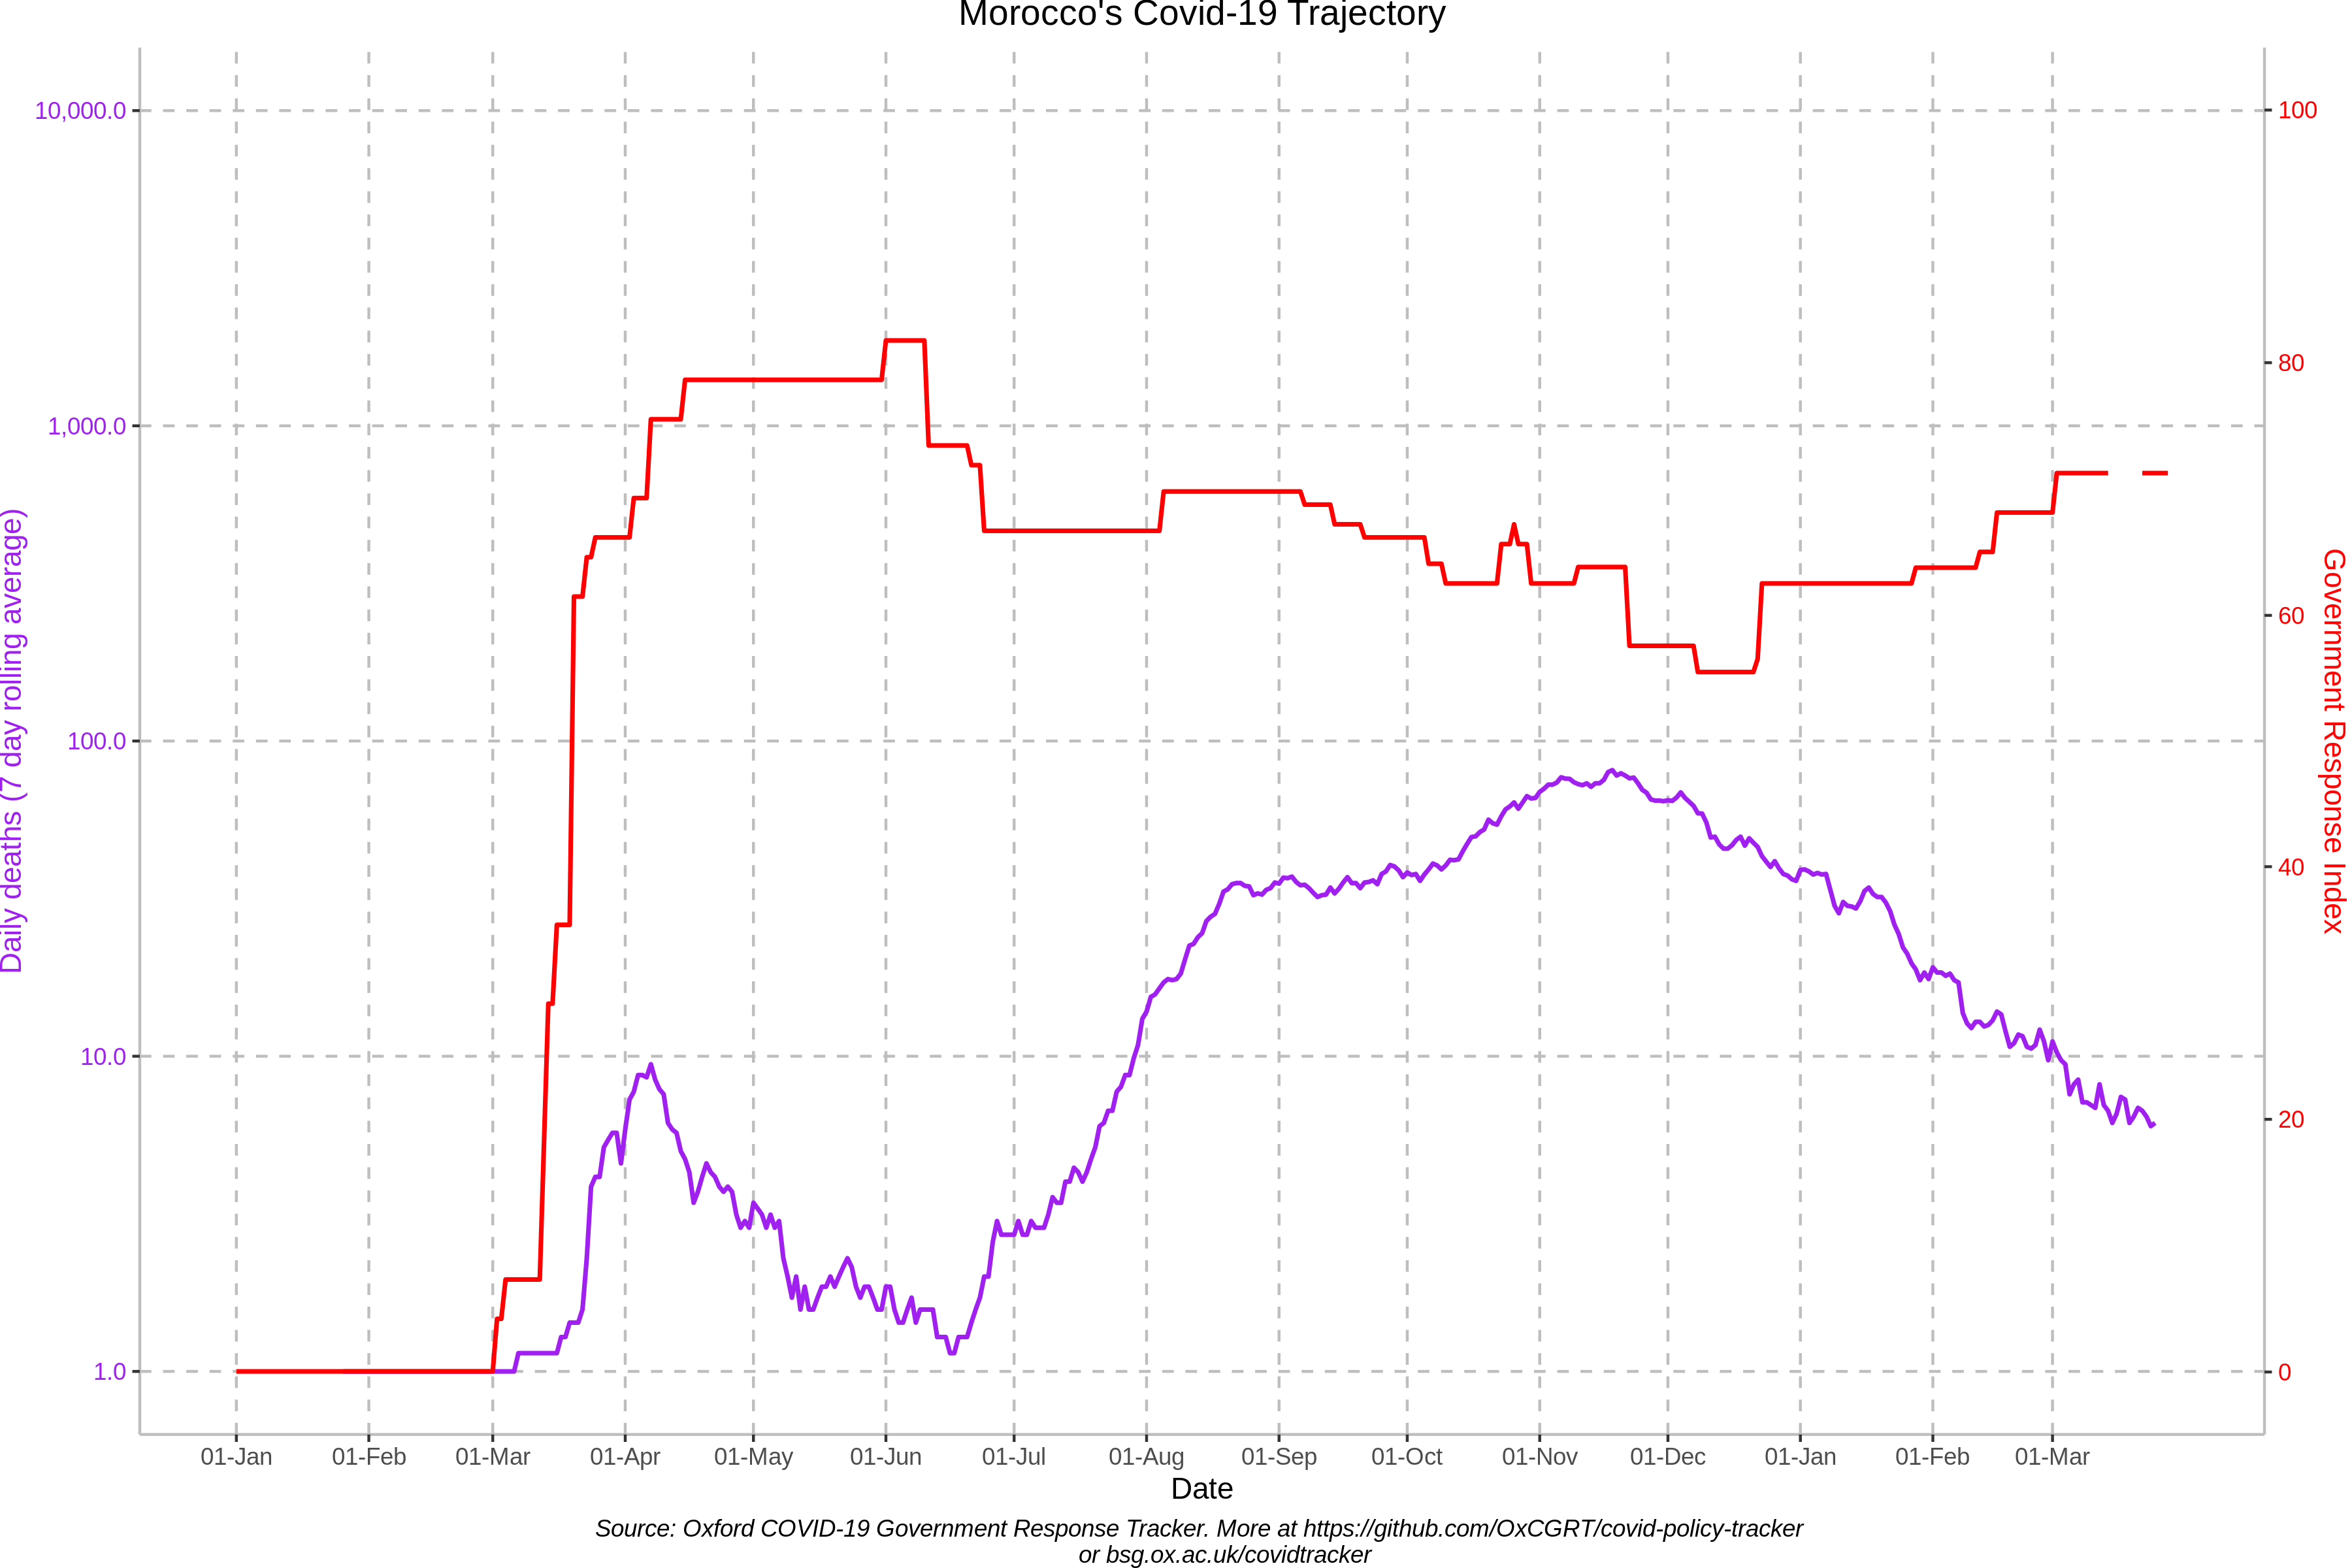 Morocco's Covid-19 Trajectory
10,000.0
1,000.0
100.0
10.0
1.0
Daily deaths (7 day rolling average)
100
80
60
40
20
0
Government Response Index
01-Jan 01-Feb 01-Mar 01-Apr 01-May 01-Jun 01-Jul 01-Aug 01-Sep 01-Oct 01-Nov 01-Dec 01-Jan 01-Feb 01-Mar
Date
Source: Oxford COVID-19 Government Response Tracker. More at https://github.com/OxCGRT/covid-policy-tracker
or bsg.ox.ac.uk/covidtracker